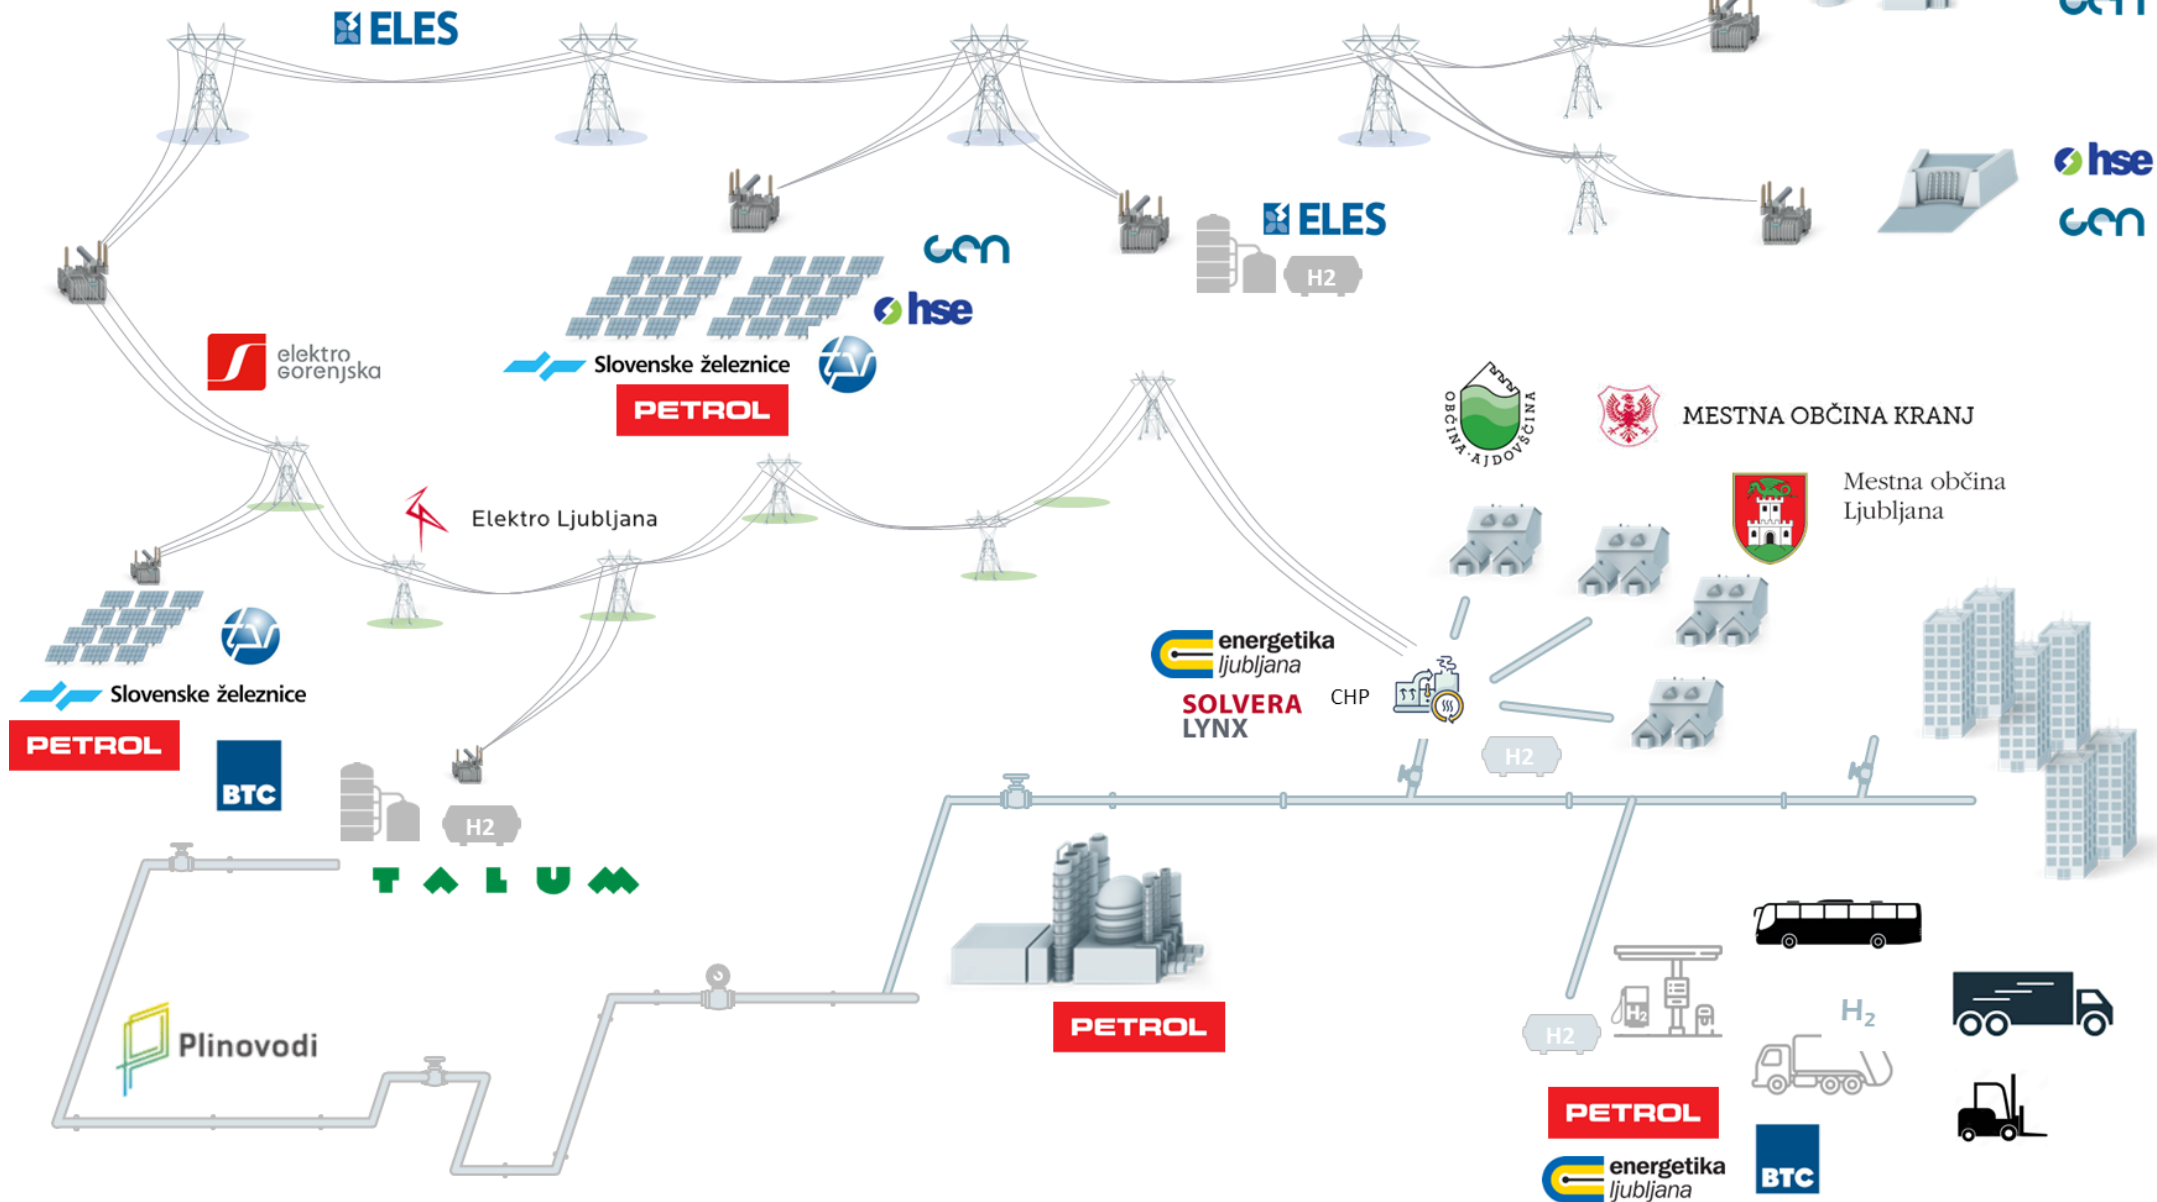 ELES
cen
hse
cen
ELES
H2
cen
hse
elektro
gorenjska
Slovenske železnice
PETROL
OBČINA · AJDOVŠČINA
MESTNA OBČINA KRANJ
Mestna občina
Ljubljana
Elektro Ljubljana
energetika
ljubljana
SOLVERA
LYNX
CHP
H2
Slovenske železnice
PETROL
BTC
H2
TALUM
Plinovodi
PETROL
H2
H2
H2
PETROL
energetika
ljubljana
BTC